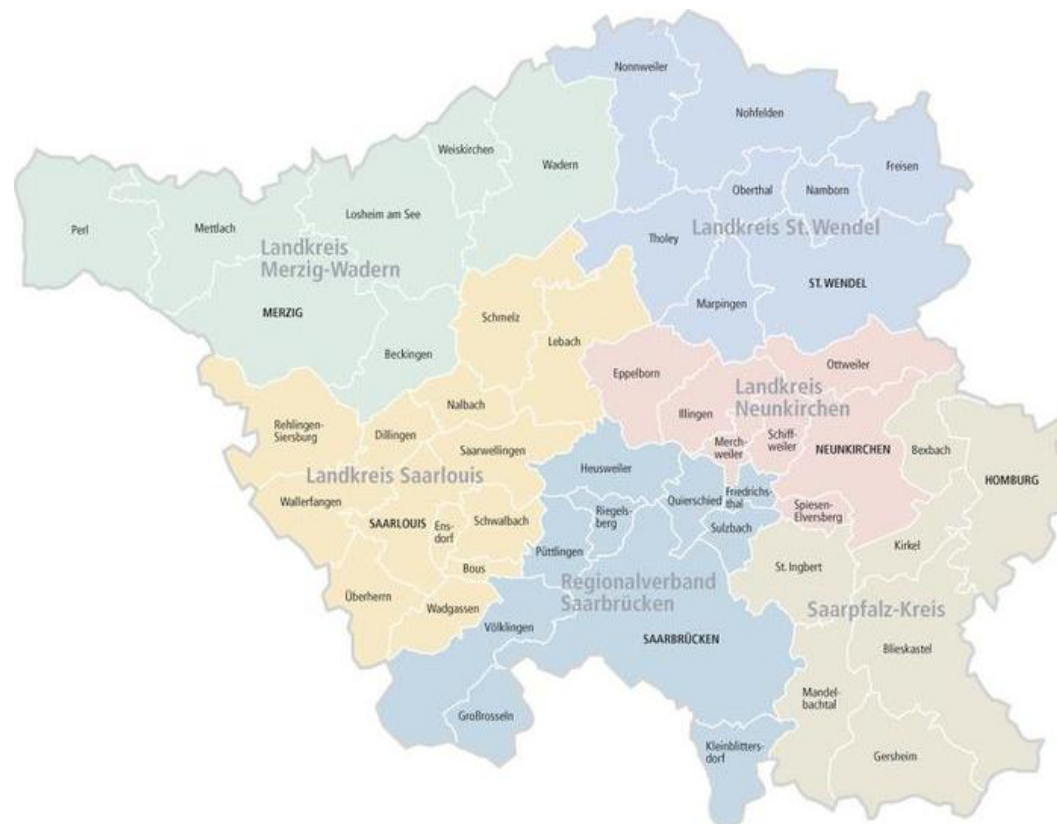 Nonnweiler
Nohfelden
Weiskirchen
Wadern
Freisen
Oberthal
Namborn
Losheim am See
Mettlach
Perl
Tholey
Landkreis St. Wendel
Landkreis
Merzig-Wadern
ST. WENDEL
Marpingen
MERZIG
Schmelz
Lebach
Beckingen
Ottweiler
Eppelborn
Landkreis
Neunkirchen
Illingen
Nalbach
Rehlingen-
Siersburg
Dillingen
Saarwellingen
Merch-
weiler
Schiff-
weiler
NEUNKIRCHEN
Bexbach
HOMBURG
Heusweiler
Landkreis Saarlouis
Wallerfangen
Quierschied
Friedrichs-
thal
Spiesen-
Elversberg
Riegels-
berg
SAARLOUIS
Ens-
dorf
Schwalbach
Sulzbach
Kirkel
Püttlingen
Bous
St. Ingbert
Regionalverband
Saarbrücken
Überherrn
Wadgassen
Saarpfalz-Kreis
Völklingen
SAARBRÜCKEN
Blieskastel
Mandel-
bachtal
Großrosseln
Kleinblitters-
dorf
Gersheim